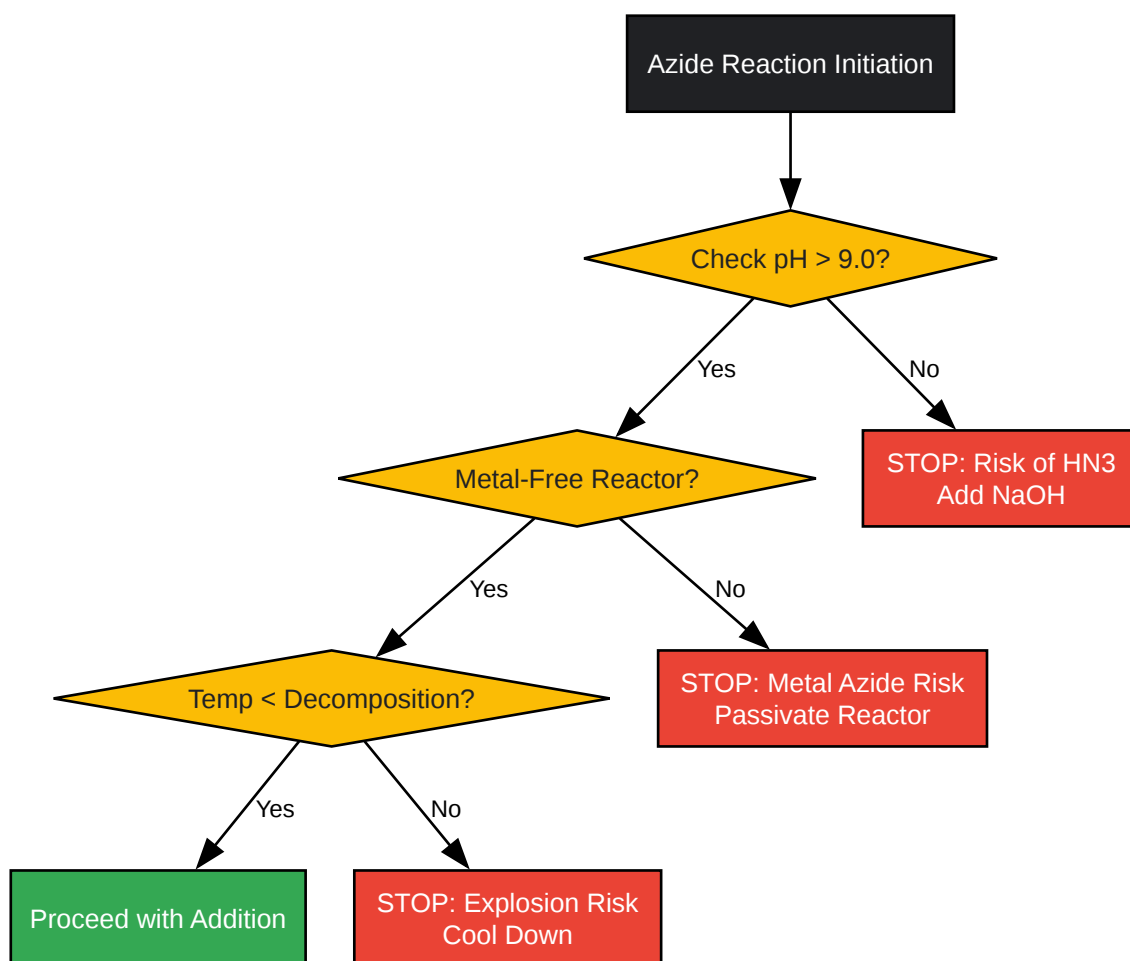 Azide Reaction Initiation
Check pH > 9.0?
Yes
No
Metal-Free Reactor?
STOP: Risk of HN3
Add NaOH
Yes
No
Temp < Decomposition?
STOP: Metal Azide Risk
Passivate Reactor
Yes
No
Proceed with Addition
STOP: Explosion Risk
Cool Down